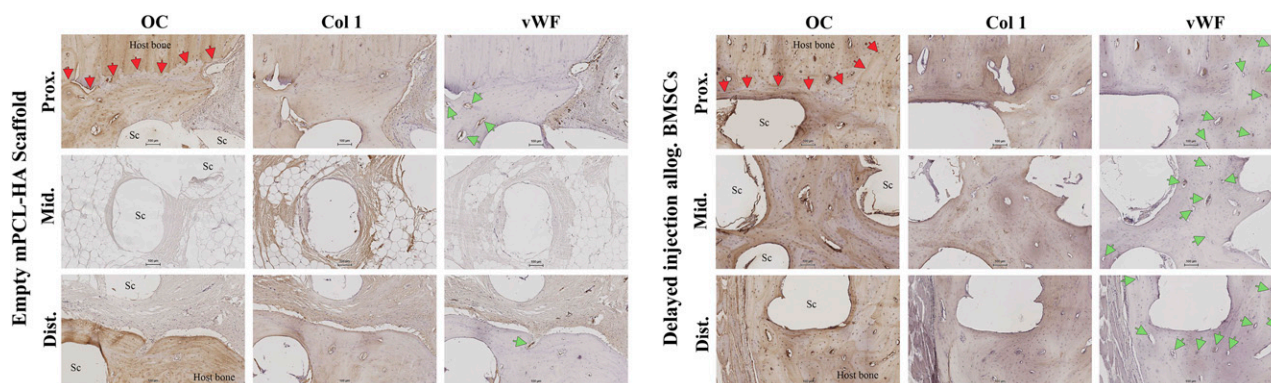 OC Col 1 vWF
Empty mPCL-HA Scaffold
Prox.
Host bone
Sc
Sc
Mid.
Sc
Sc
Dist.
Sc
Sc
Host bone
OC Col 1 vWF
Delayed injection allog. BMSCs
Prox.
Host bone
Sc
Mid.
Sc
Sc
Sc
Dist.
Sc
Host bone